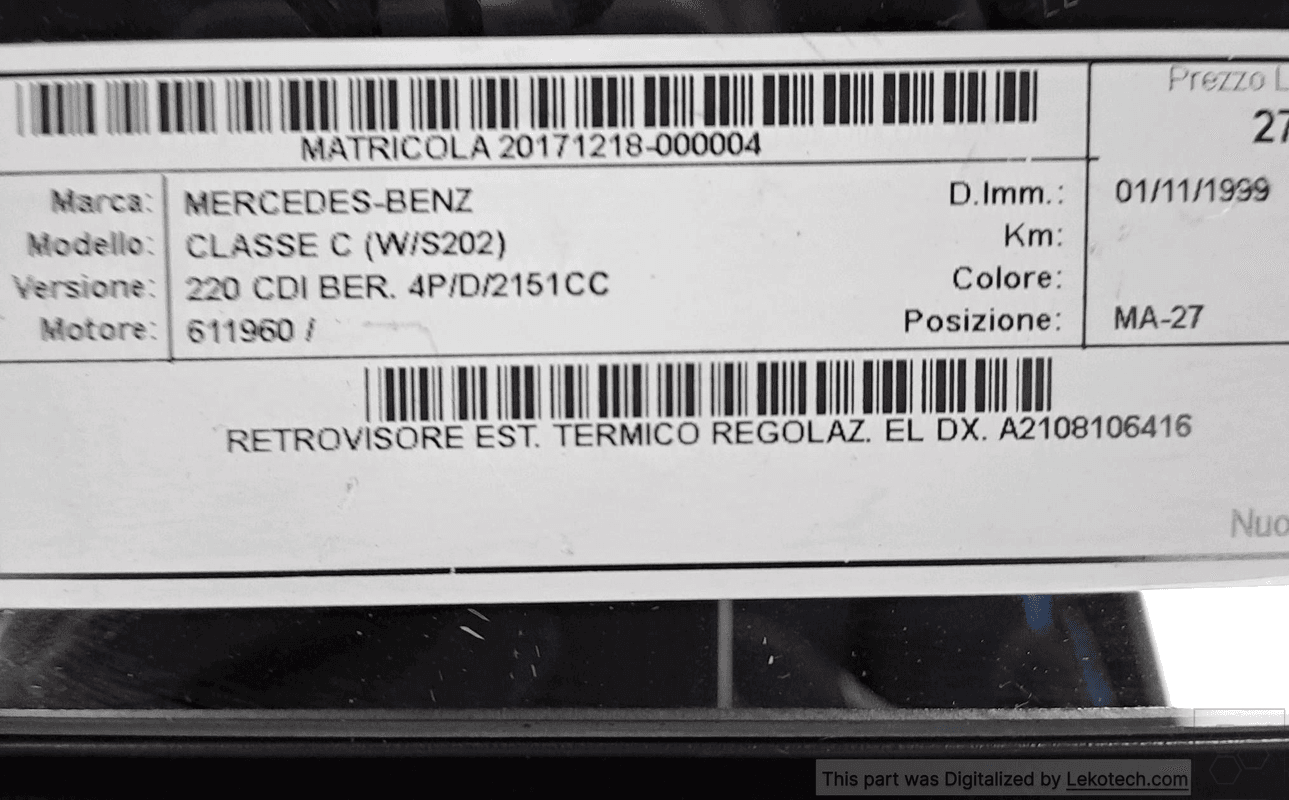 Prezzo
27
MATRICOLA 20171218-000004
Marca: MERCEDES-BENZ D.Imm.: 01/11/1999
Modello: CLASSE C (W/S202) Km:
Versione: 220 CDI BER. 4P/D/2151CC Colore:
Motore: 611960 / Posizione: MA-27
RETROVISORE EST. TERMICO REGOLAZ. EL DX. A2108106416
This part was Digitalized by Lekotech.com